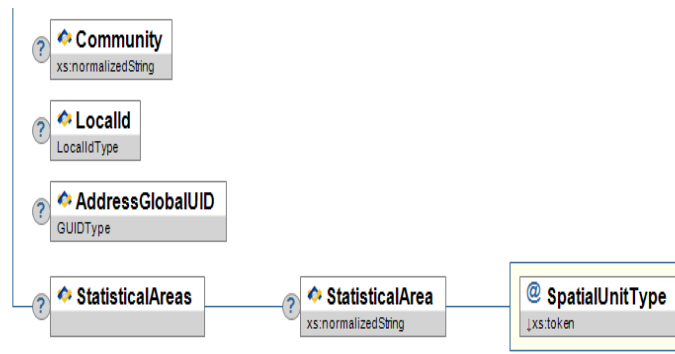 ?
Community
xs:normalizedString
?
LocalId
LocalIdType
?
AddressGlobalUID
GUIDType
?
StatisticalAreas
?
StatisticalArea
xs:normalizedString
@ SpatialUnitType
↓xs:token